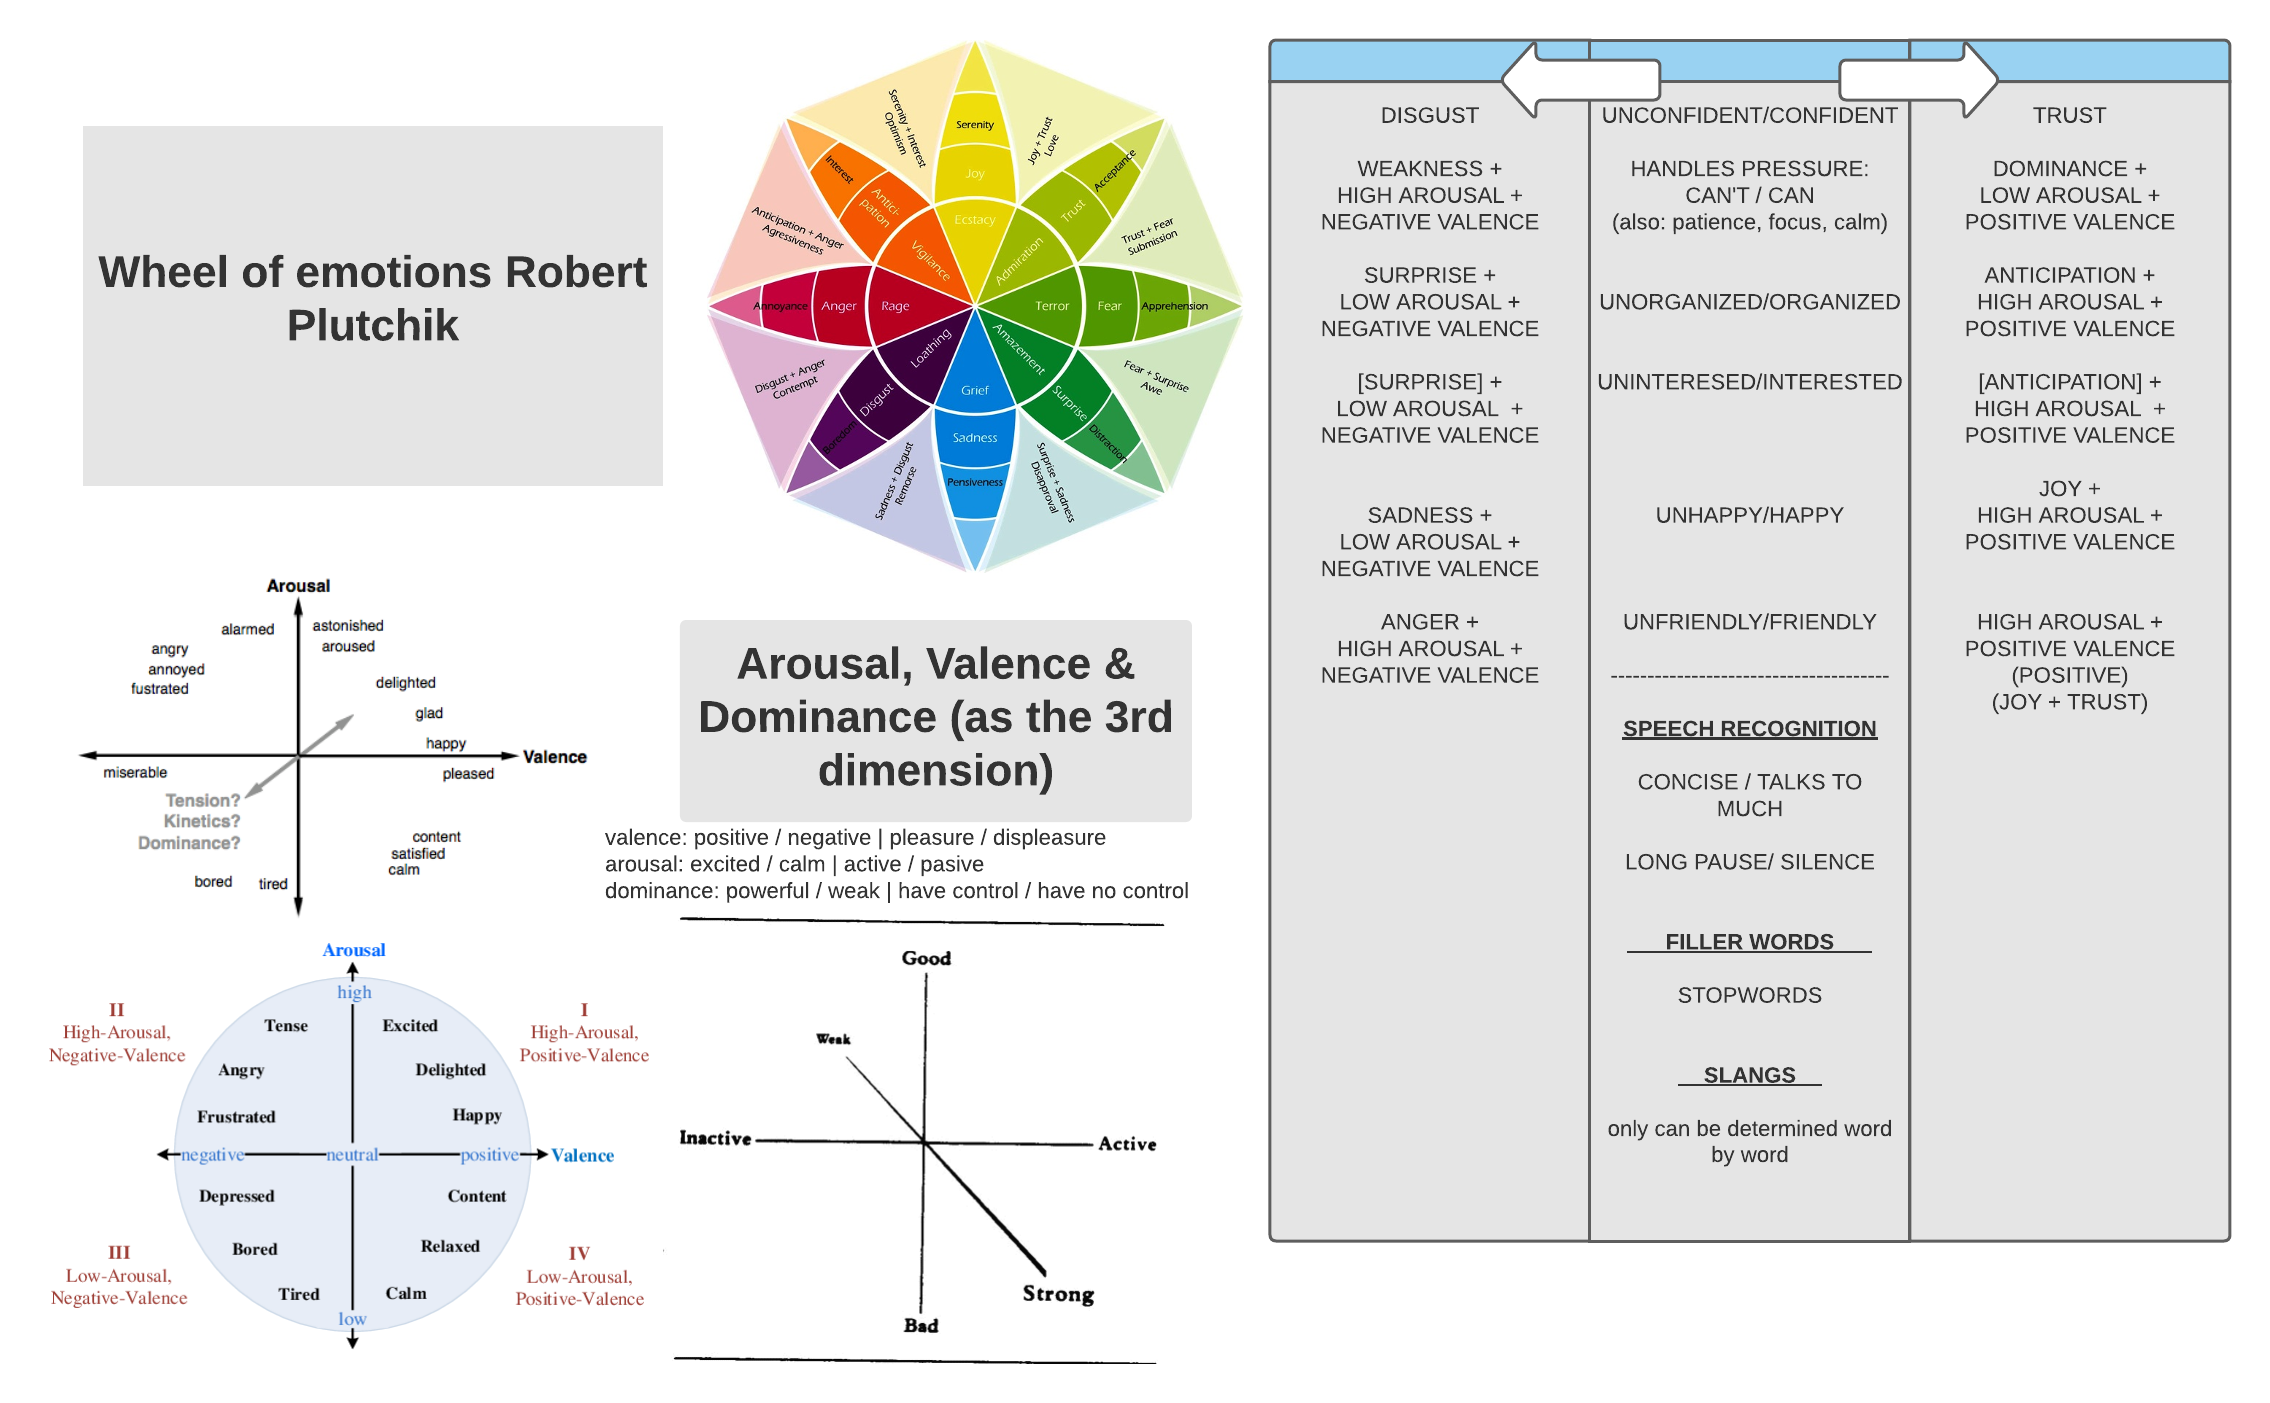 Wheel of emotions Robert
Plutchik
Serenity + Interest
Optimism
Serenity
Joy
Ecstacy
Joy + Trust
Love
Interest
Antici-
pation
Vigilance
Acceptance
Trust
Admiration
Anticipation + Anger
Agressiveness
Trust + Fear
Submission
Annoyance
Anger
Rage
Terror
Fear
Apprehension
Disgust + Anger
Contempt
Loathing
Disgust
Boredom
Grief
Sadness
Pensiveness
Amazement
Surprise
Distraction
Fear + Surprise
Awe
Sadness + Disgust
Remorse
Surprise + Sadness
Disapproval
Arousal
alarmed
astonished
aroused
angry
annoyed
fustrated
delighted
glad
happy
Valence
miserable
pleased
Tension?
Kinetics?
Dominance?
content
satisfied
calm
bored
tired
Arousal, Valence &
Dominance (as the 3rd
dimension)
valence: positive / negative | pleasure / displeasure
arousal: excited / calm | active / pasive
dominance: powerful / weak | have control / have no control
Arousal
high
II
High-Arousal,
Negative-Valence
I
High-Arousal,
Positive-Valence
Tense
Excited
Angry
Delighted
Frustrated
Happy
negative
neutral
positive
Valence
Depressed
Content
Bored
Relaxed
Tired
Calm
low
III
Low-Arousal,
Negative-Valence
IV
Low-Arousal,
Positive-Valence
Good
Weak
Inactive
Active
Strong
Bad
DISGUST
WEAKNESS +
HIGH AROUSAL +
NEGATIVE VALENCE
SURPRISE +
LOW AROUSAL +
NEGATIVE VALENCE
[SURPRISE] +
LOW AROUSAL +
NEGATIVE VALENCE
SADNESS +
LOW AROUSAL +
NEGATIVE VALENCE
ANGER +
HIGH AROUSAL +
NEGATIVE VALENCE
UNCONFIDENT/CONFIDENT
HANDLES PRESSURE:
CAN'T / CAN
(also: patience, focus, calm)
UNORGANIZED/ORGANIZED
UNINTERESED/INTERESTED
UNHAPPY/HAPPY
UNFRIENDLY/FRIENDLY
--------------------------------------
SPEECH RECOGNITION
CONCISE / TALKS TO
MUCH
LONG PAUSE/ SILENCE
FILLER WORDS
STOPWORDS
SLANGS
only can be determined word
by word
TRUST
DOMINANCE +
LOW AROUSAL +
POSITIVE VALENCE
ANTICIPATION +
HIGH AROUSAL +
POSITIVE VALENCE
[ANTICIPATION] +
HIGH AROUSAL +
POSITIVE VALENCE
JOY +
HIGH AROUSAL +
POSITIVE VALENCE
HIGH AROUSAL +
POSITIVE VALENCE
(POSITIVE)
(JOY + TRUST)